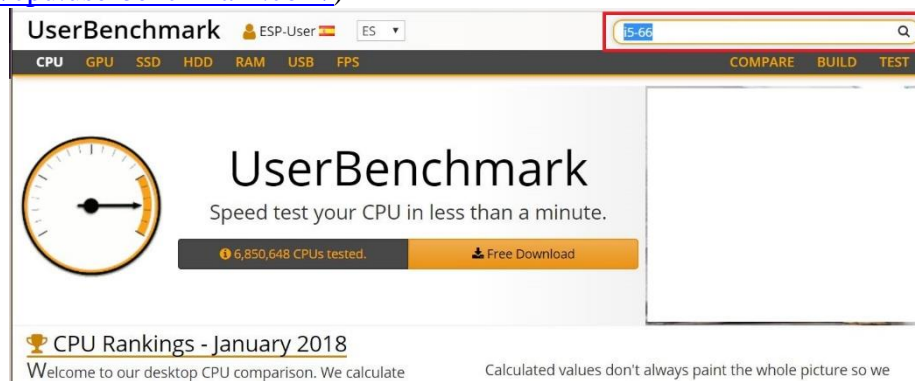 UserBenchmark ESP-User ES i5-66
CPU GPU SSD HDD RAM USB FPS COMPARE BUILD TEST
UserBenchmark
Speed test your CPU in less than a minute.
6,850,648 CPUs tested. Free Download
CPU Rankings - January 2018
Welcome to our desktop CPU comparison. We calculate
Calculated values don't always paint the whole picture so we